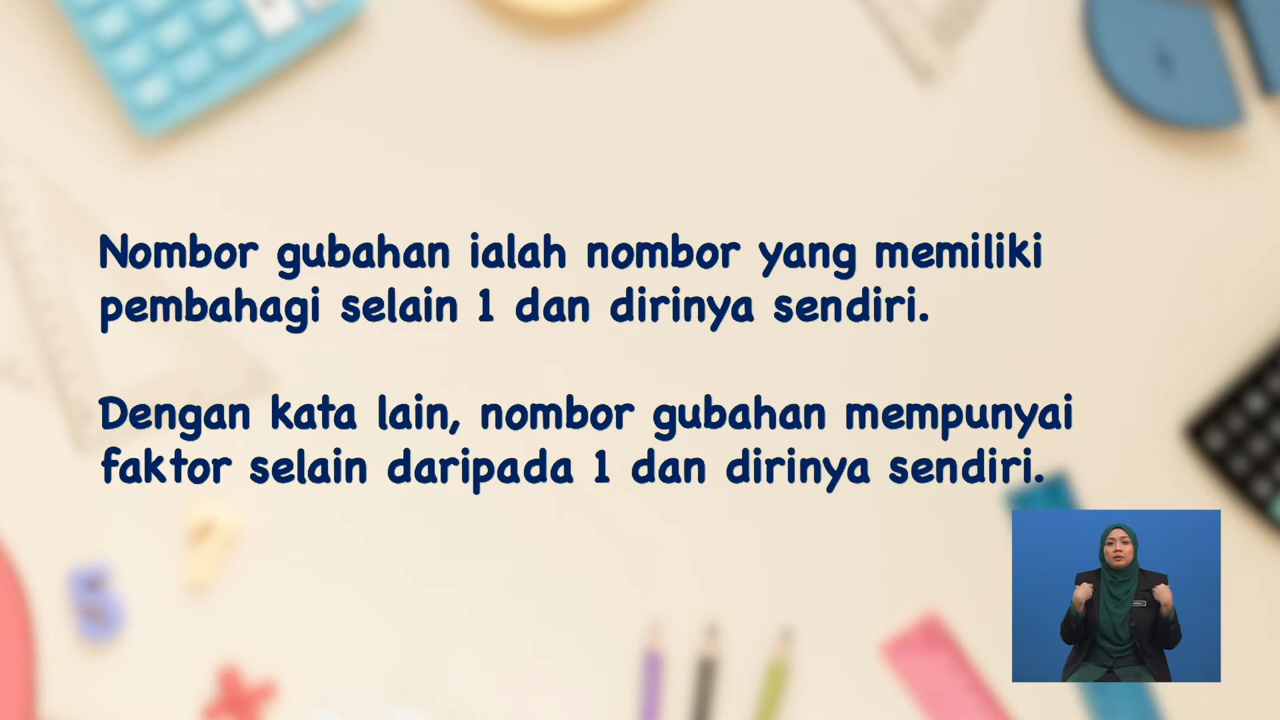 Nombor gubahan ialah nombor yang memiliki
pembahagi selain 1 dan dirinya sendiri.
Dengan kata lain, nombor gubahan mempunyai
faktor selain daripada 1 dan dirinya sendiri.